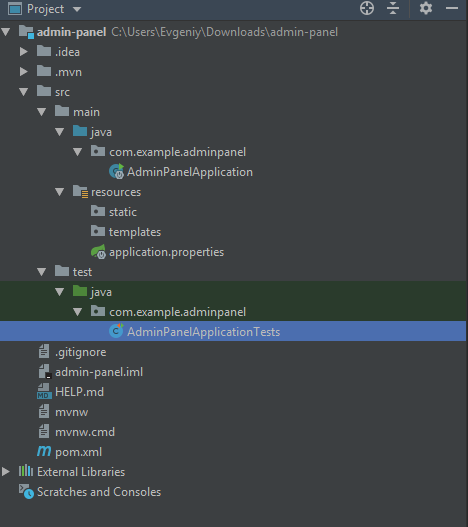 Project
admin-panel C:\Users\Evgeniy\Downloads\admin-panel
.idea
.mvn
src
main
java
com.example.adminpanel
AdminPanelApplication
resources
static
templates
application.properties
test
java
com.example.adminpanel
AdminPanelApplicationTests
.gitignore
admin-panel.iml
HELP.md
mvnw
mvnw.cmd
pom.xml
External Libraries
Scratches and Consoles